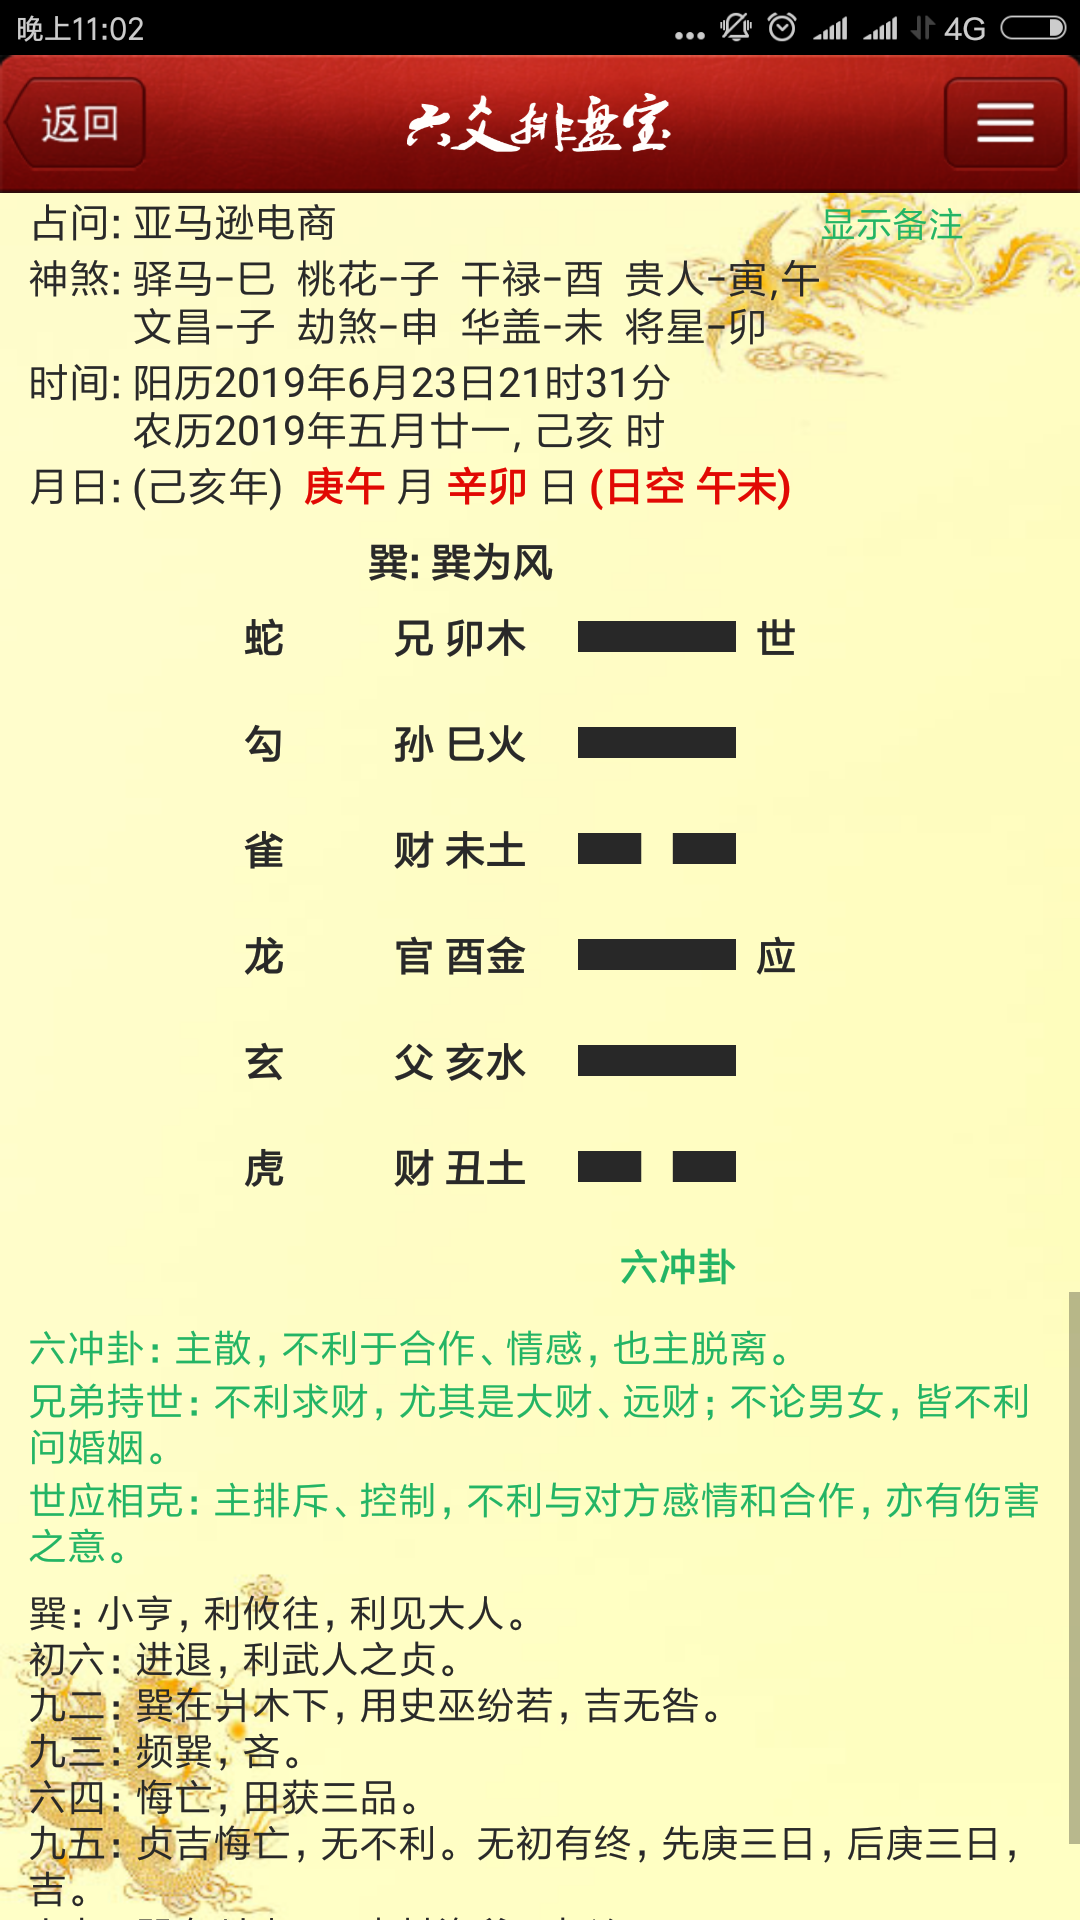 晚上11:02
4G
返回
六爻排盘宝
占问: 亚马逊电商
显示备注
神煞: 驿马-巳 桃花-子 干禄-酉 贵人-寅,午
文昌-子 劫煞-申 华盖-未 将星-卯
时间: 阳历2019年6月23日21时31分
农历2019年五月廿一, 己亥 时
月日: (己亥年) 庚午 月 辛卯 日 (日空 午未)
巽: 巽为风
蛇 兄 卯木 世
勾 孙 巳火
雀 财 未土
龙 官 酉金 应
玄 父 亥水
虎 财 丑土
六冲卦
六冲卦: 主散, 不利于合作、情感, 也主脱离。
兄弟持世: 不利求财, 尤其是大财、远财; 不论男女, 皆不利
问婚姻。
世应相克: 主排斥、控制, 不利与对方感情和合作, 亦有伤害
之意。
巽: 小亨, 利攸往, 利见大人。
初六: 进退, 利武人之贞。
九二: 巽在爿木下, 用史巫纷若, 吉无咎。
九三: 频巽, 吝。
六四: 悔亡, 田获三品。
九五: 贞吉悔亡, 无不利。无初有终, 先庚三日, 后庚三日,
吉。